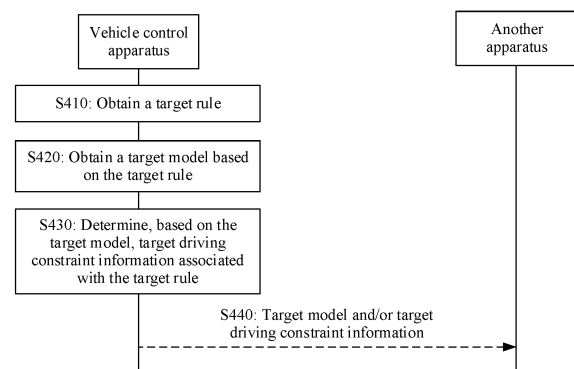 Vehicle control
apparatus
Another
apparatus
S410: Obtain a target rule
S420: Obtain a target model based
on the target rule
S430: Determine, based on the
target model, target driving
constraint information associated
with the target rule
S440: Target model and/or target
driving constraint information